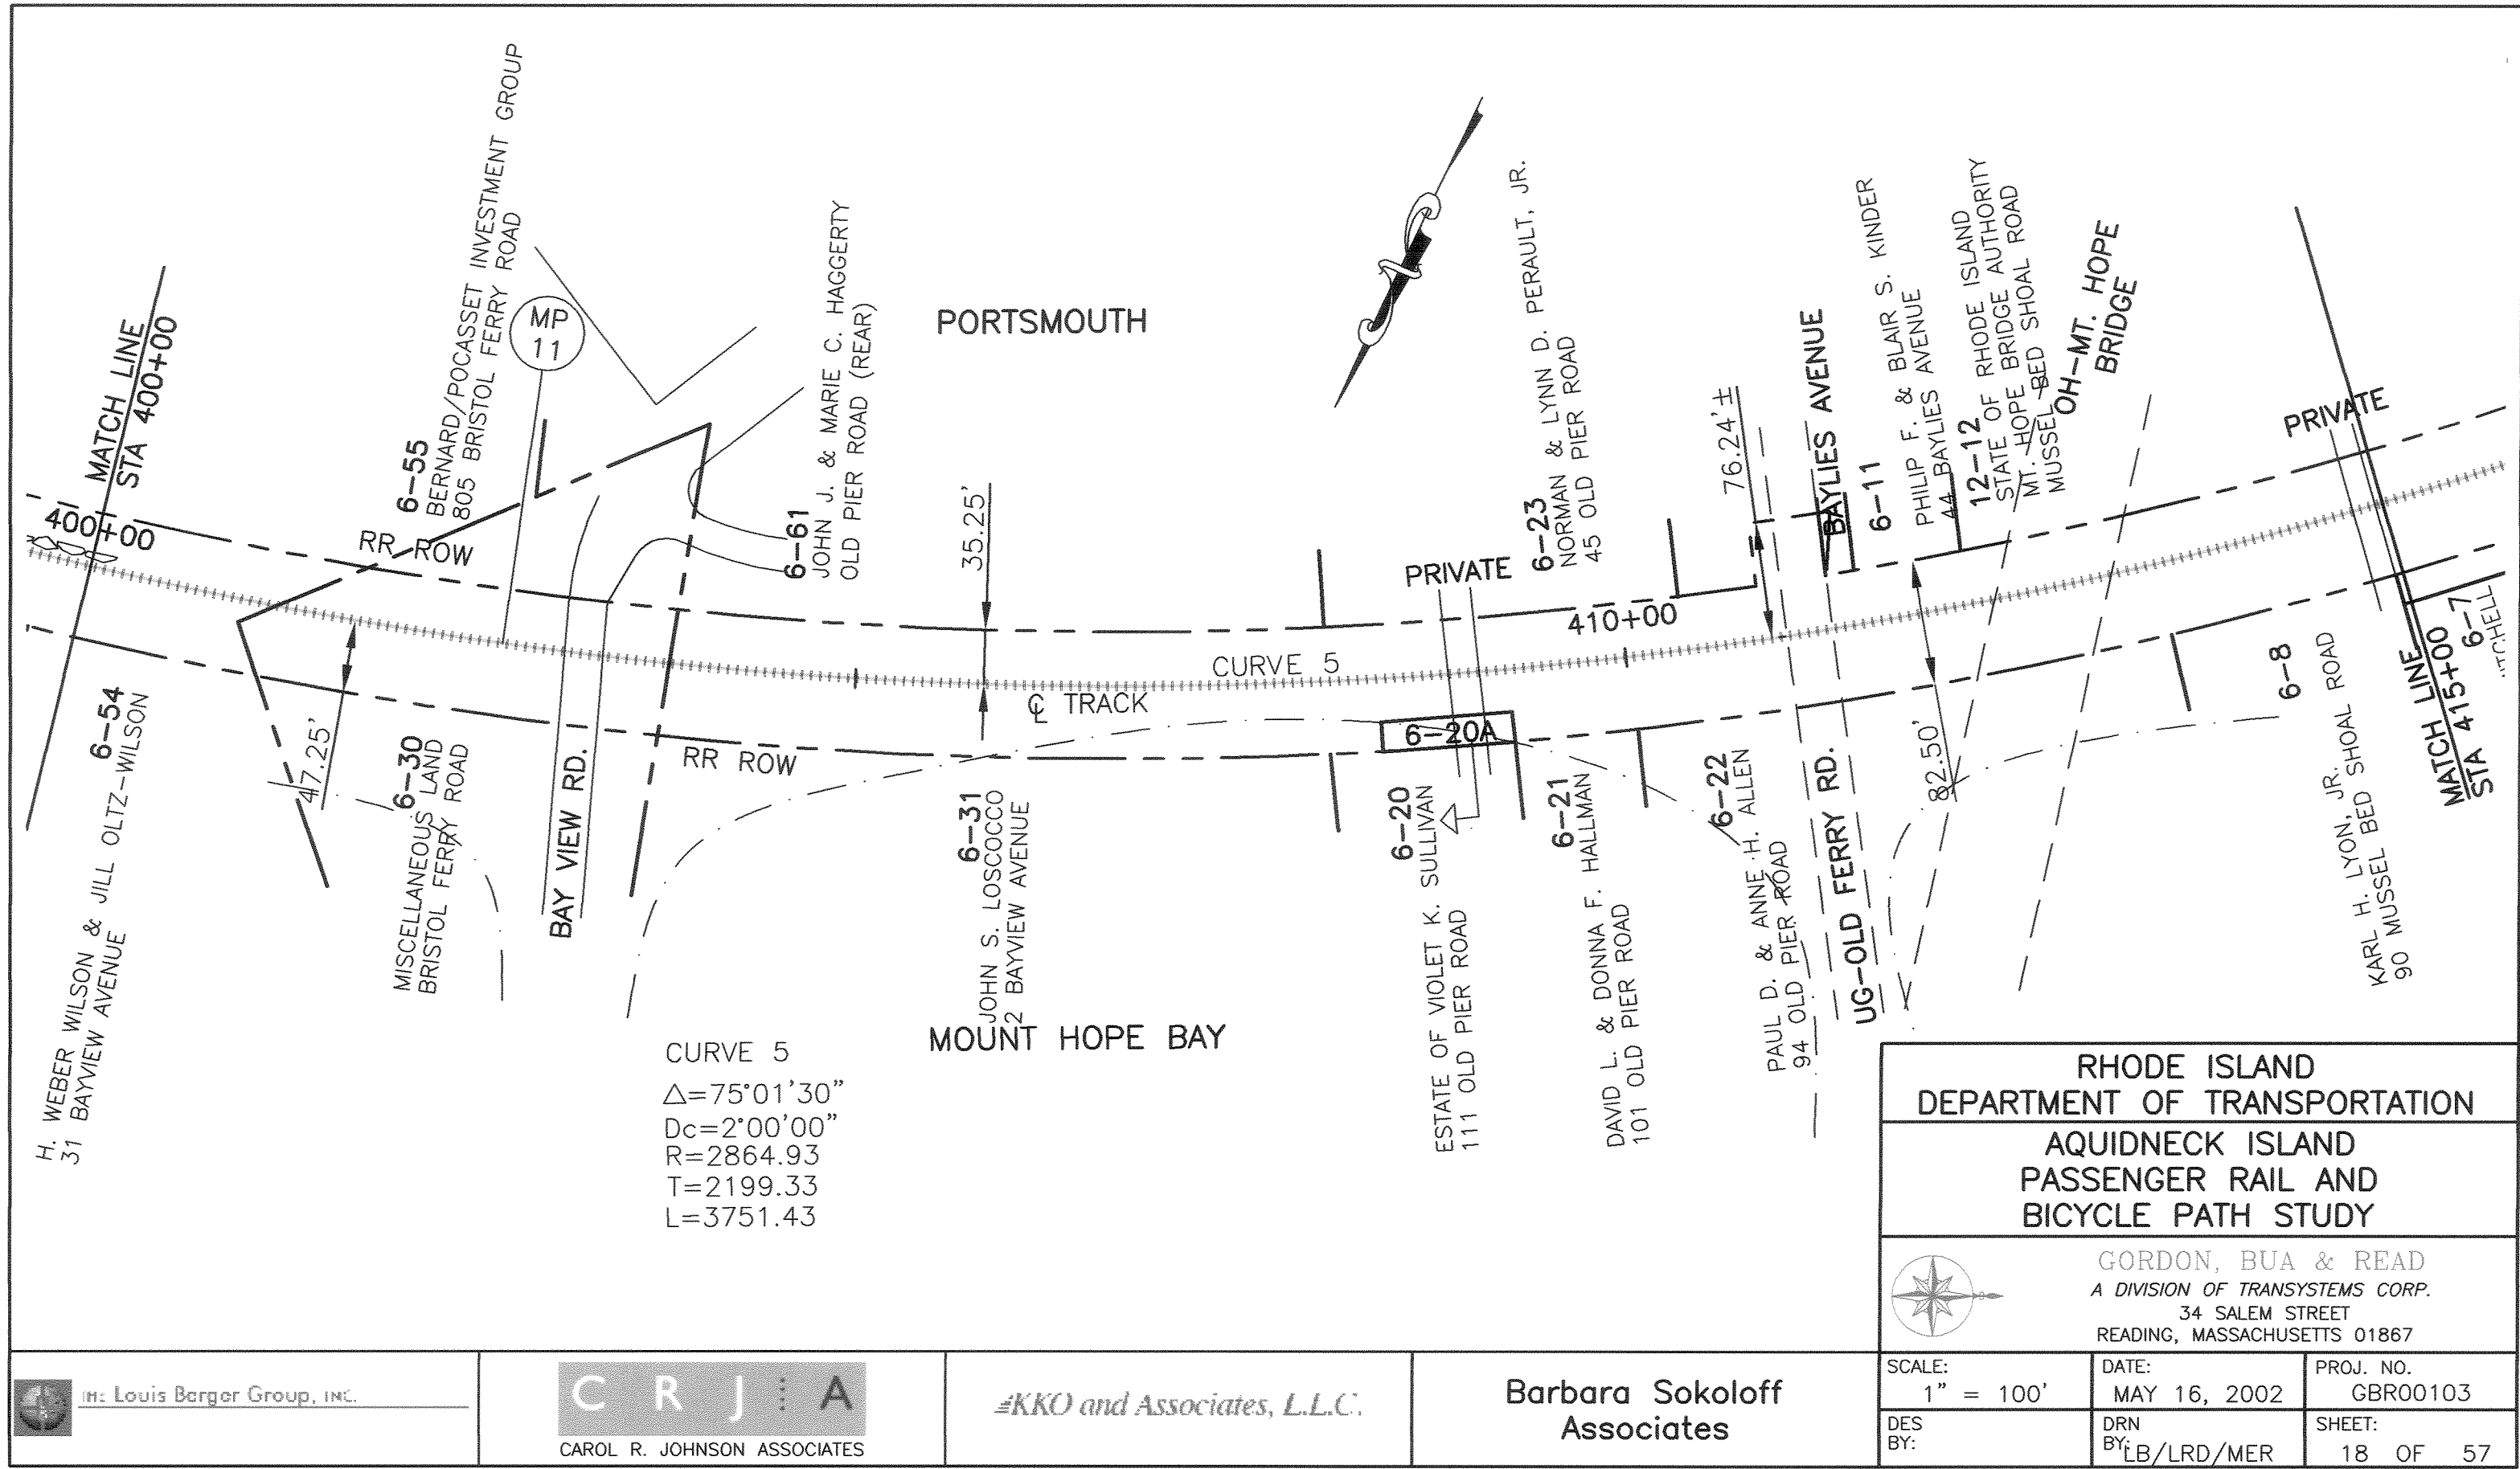 MATCH LINE
STA 400+00
400+00
6-55
BERNARD/POCASSET INVESTMENT GROUP
805 BRISTOL FERRY ROAD
MP
11
RR ROW
6-61
JOHN J. & MARIE C. HAGGERTY
OLD PIER ROAD (REAR)
PORTSMOUTH
35.25'
PRIVATE
6-23
NORMAN & LYNN D. PERAULT, JR.
45 OLD PIER ROAD
410+00
76.24'±
BAYLIES AVENUE
6-11
PHILIP F. & BLAIR S. KINDER
44 BAYLIES AVENUE
12-12
STATE OF RHODE ISLAND
MT. HOPE BRIDGE AUTHORITY
MUSSEL BED SHOAL ROAD
OH-MT. HOPE
BRIDGE
PRIVATE
CURVE 5
℄ TRACK
RR ROW
6-54
H. WEBER WILSON & JILL OLTZ-WILSON
31 BAYVIEW AVENUE
47.25'
6-30
MISCELLANEOUS LAND
BRISTOL FERRY ROAD
BAY VIEW RD.
6-31
JOHN S. LOSCOCCO
2 BAYVIEW AVENUE
6-20A
6-20
ESTATE OF VIOLET K. SULLIVAN
111 OLD PIER ROAD
6-21
DAVID L. & DONNA F. HALLMAN
101 OLD PIER ROAD
6-22
PAUL D. & ANNE H. ALLEN
94 OLD PIER ROAD
UG-OLD FERRY RD.
82.50'
6-8
KARL H. LYON, JR.
90 MUSSEL BED SHOAL ROAD
MATCH LINE
STA 415+00
6-7
MOUNT HOPE BAY
CURVE 5
△=75°01'30"
Dc=2°00'00"
R=2864.93
T=2199.33
L=3751.43
RHODE ISLAND
DEPARTMENT OF TRANSPORTATION
AQUIDNECK ISLAND
PASSENGER RAIL AND
BICYCLE PATH STUDY
GORDON, BUA & READ
A DIVISION OF TRANSYSTEMS CORP.
34 SALEM STREET
READING, MASSACHUSETTS 01867
THE Louis Berger Group, INC.
C R J A
CAROL R. JOHNSON ASSOCIATES
KKO and Associates, L.L.C.
Barbara Sokoloff
Associates
SCALE:
1" = 100'
DATE:
MAY 16, 2002
PROJ. NO.
GBR00103
DES
BY:
DRN
BY: LB/LRD/MER
SHEET:
18 OF 57